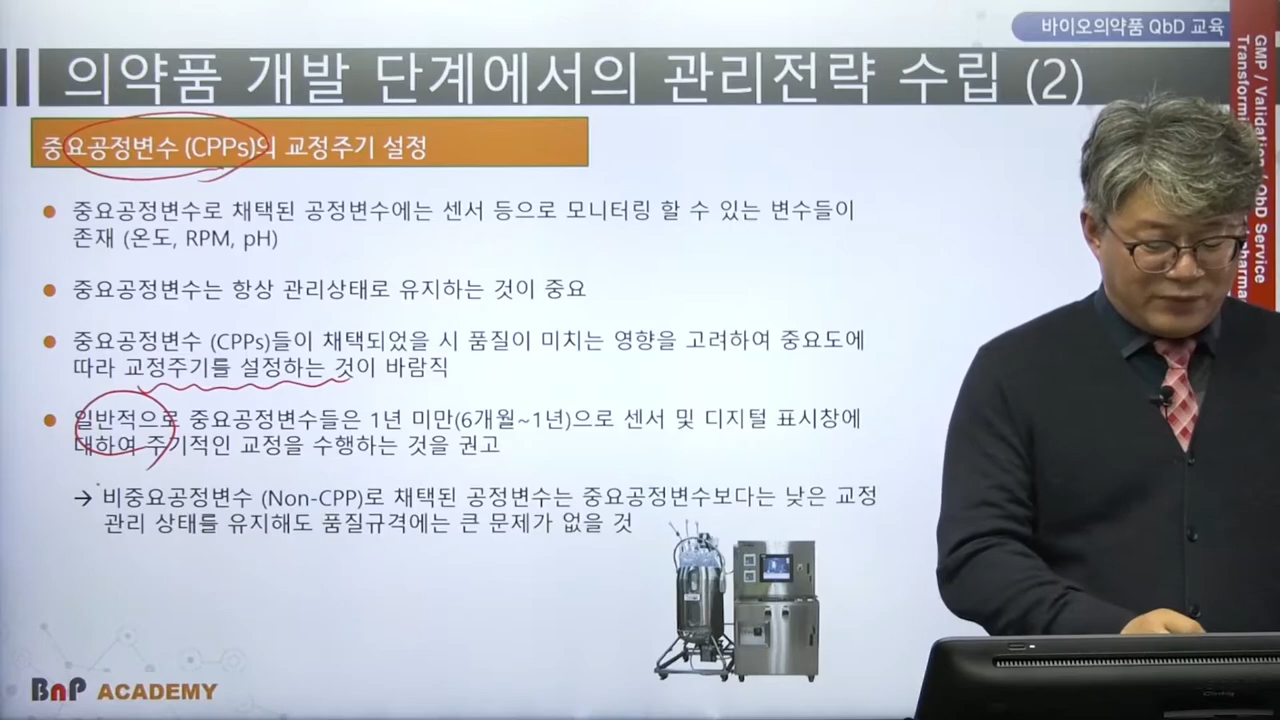 바이오의약품 QbD 교육
의약품 개발 단계에서의 관리전략 수립 (2)
중요공정변수 (CPPs)의 교정주기 설정
중요공정변수로 채택된 공정변수에는 센서 등으로 모니터링 할 수 있는 변수들이
존재 (온도, RPM, pH)
중요공정변수는 항상 관리상태로 유지하는 것이 중요
중요공정변수 (CPPs)들이 채택되었을 시 품질이 미치는 영향을 고려하여 중요도에
따라 교정주기를 설정하는 것이 바람직
일반적으로 중요공정변수들은 1년 미만(6개월~1년)으로 센서 및 디지털 표시창에
대하여 주기적인 교정을 수행하는 것을 권고
→ 비중요공정변수 (Non-CPP)로 채택된 공정변수는 중요공정변수보다는 낮은 교정
관리 상태를 유지해도 품질규격에는 큰 문제가 없을 것
BnP ACADEMY
GMP / Validation / QbD Service